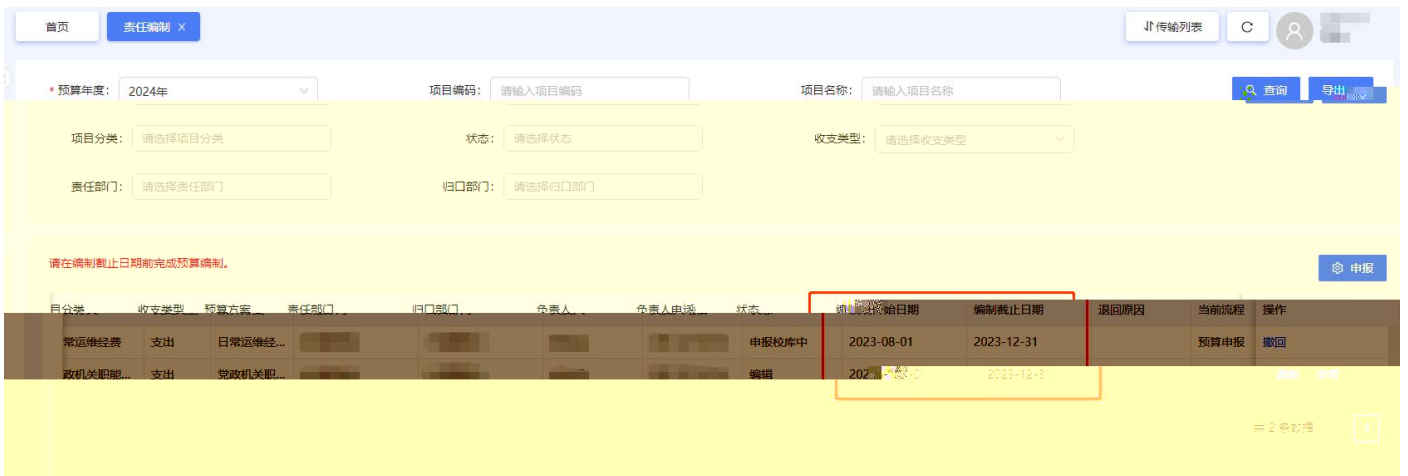 首页 责任编制 × 传输列表 C
* 预算年度： 2024年 项目编码： 请输入项目编码 项目名称： 请输入项目名称 查询 导出
项目分类： 请选择项目分类 状态： 请选择状态 收支类型： 请选择收支类型
责任部门： 请选择责任部门 归口部门： 请选择归口部门
请在编制截止日期前完成预算编制。 申报
目分类 收支类型 预算方案 责任部门 归口部门 负责人 负责人电话 状态 始日期 编制截止日期 退回原因 当前流程 操作
常运维经费 支出 日常运维经... 申报校库中 2023-08-01 2023-12-31 预算申报 撤回
政机关职能... 支出 党政机关职... 编辑 2023-12-31
共 2 条数据 1